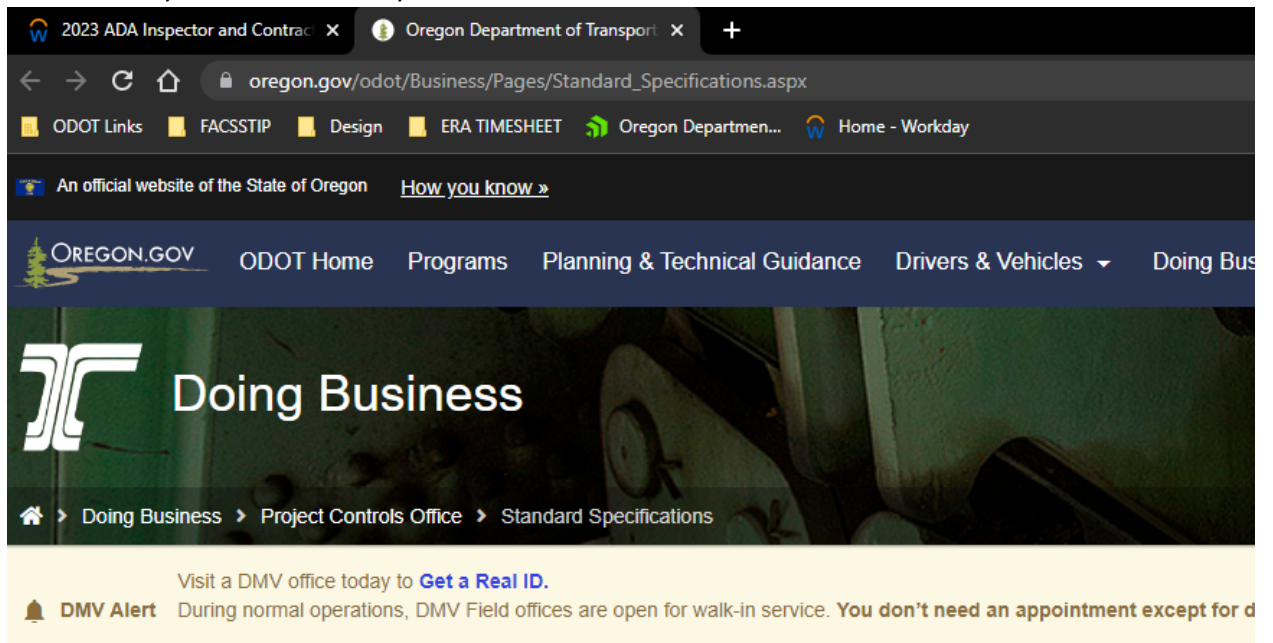 2023 ADA Inspector and Contrac
Oregon Department of Transport
oregon.gov/odot/Business/Pages/Standard_Specifications.aspx
ODOT Links FACSSTIP Design ERA TIMESHEET Oregon Departmen... Home - Workday
An official website of the State of Oregon How you know »
OREGON.GOV ODOT Home Programs Planning & Technical Guidance Drivers & Vehicles Doing Bus
Doing Business
Doing Business > Project Controls Office > Standard Specifications
Visit a DMV office today to Get a Real ID.
DMV Alert During normal operations, DMV Field offices are open for walk-in service. You don't need an appointment except for d